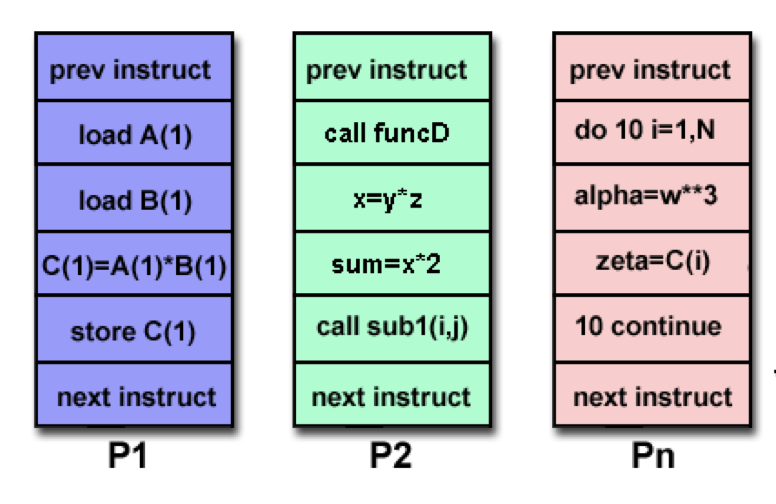 prev instruct
load A(1)
load B(1)
C(1)=A(1)*B(1)
store C(1)
next instruct
P1
prev instruct
call funcD
x=y*z
sum=x*2
call sub1(i,j)
next instruct
P2
prev instruct
do 10 i=1,N
alpha=w**3
zeta=C(i)
10 continue
next instruct
Pn